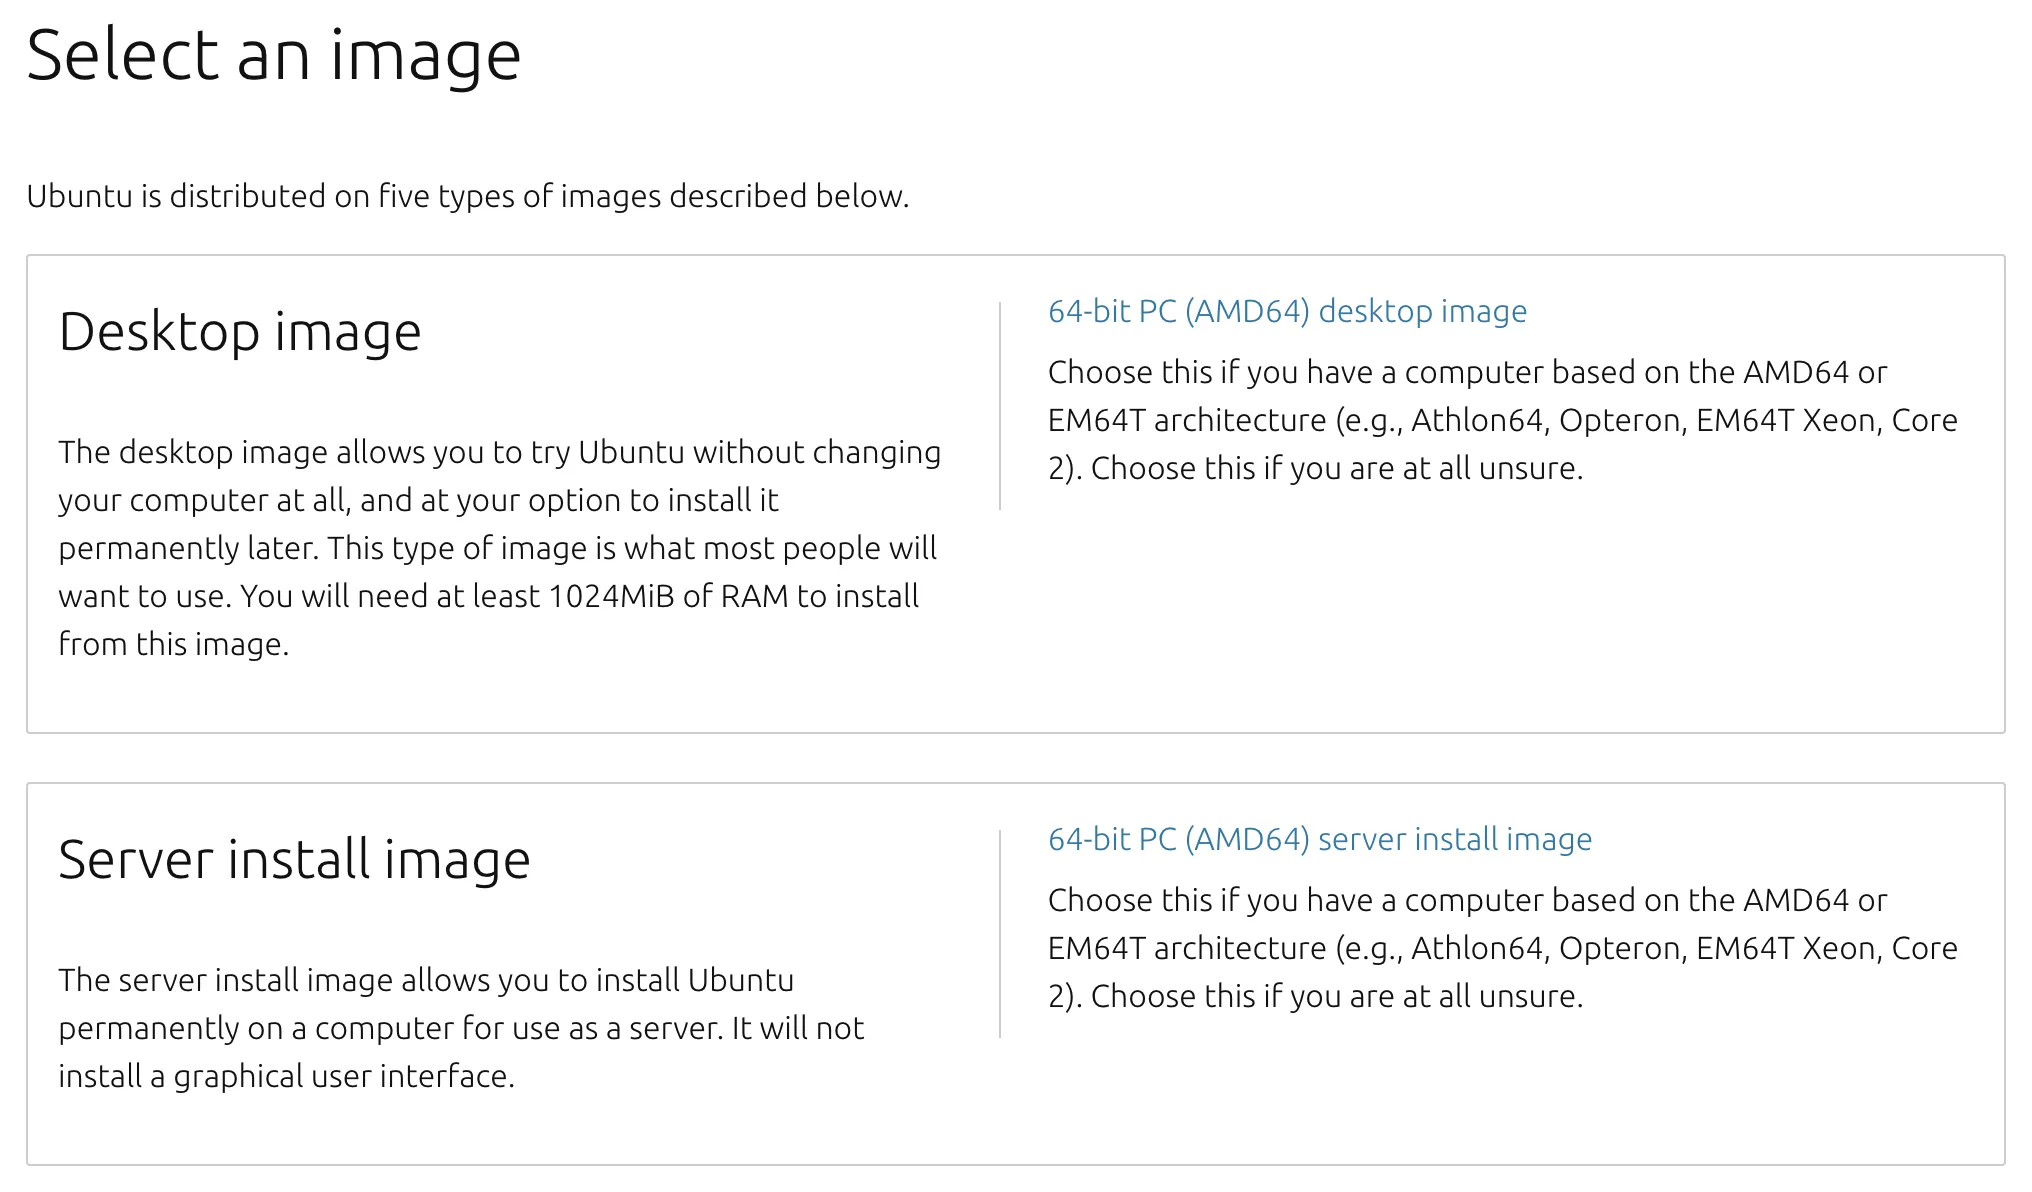 Select an image
Ubuntu is distributed on five types of images described below.
Desktop image
The desktop image allows you to try Ubuntu without changing
your computer at all, and at your option to install it
permanently later. This type of image is what most people will
want to use. You will need at least 1024MiB of RAM to install
from this image.
64-bit PC (AMD64) desktop image
Choose this if you have a computer based on the AMD64 or
EM64T architecture (e.g., Athlon64, Opteron, EM64T Xeon, Core
2). Choose this if you are at all unsure.
Server install image
The server install image allows you to install Ubuntu
permanently on a computer for use as a server. It will not
install a graphical user interface.
64-bit PC (AMD64) server install image
Choose this if you have a computer based on the AMD64 or
EM64T architecture (e.g., Athlon64, Opteron, EM64T Xeon, Core
2). Choose this if you are at all unsure.